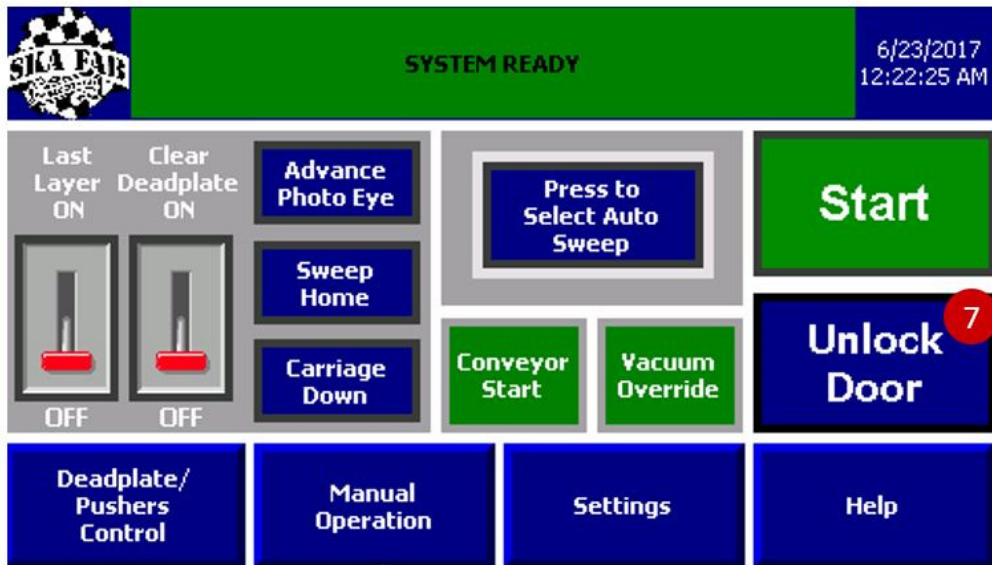 SKA FAB
SYSTEM READY
6/23/2017
12:22:25 AM
Last
Layer
ON
Clear
Deadplate
ON
OFF
OFF
Advance
Photo Eye
Sweep
Home
Carriage
Down
Press to
Select Auto
Sweep
Conveyor
Start
Vacuum
Override
Start
7
Unlock
Door
Deadplate/
Pushers
Control
Manual
Operation
Settings
Help